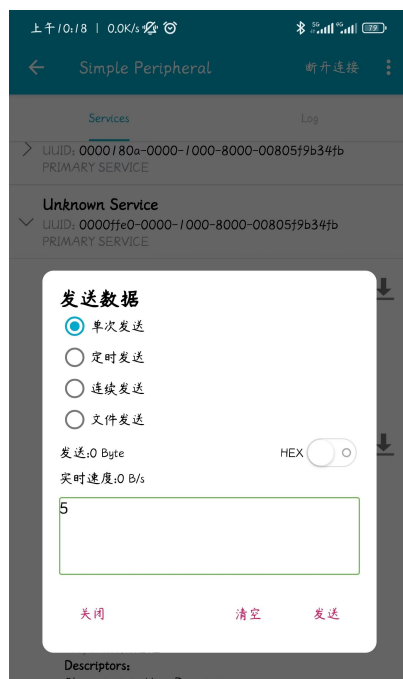 上午10:18 | 0.0K/s
5G 4G 79
Simple Peripheral 断开连接
Services Log
UUID: 0000180a-0000-1000-8000-00805f9b34fb
PRIMARY SERVICE
Unknown Service
UUID: 0000ffe0-0000-1000-8000-00805f9b34fb
PRIMARY SERVICE
发送数据
单次发送
定时发送
连续发送
文件发送
发送:0 Byte HEX
实时速度:0 B/s
5
关闭 清空 发送
Descriptors: